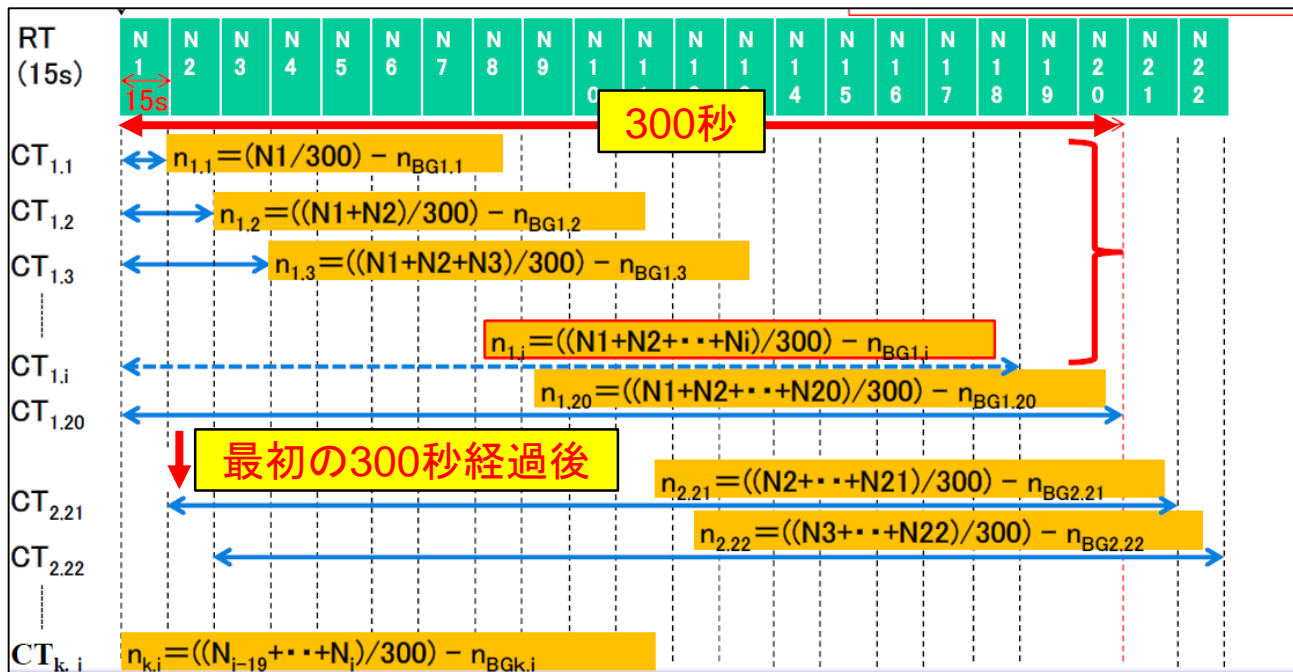 RT N1 N2 N3 N4 N5 N6 N7 N8 N9 N10 N11 N12 N13 N14 N15 N16 N17 N18 N19 N20 N21 N22
(15s)
15s
300秒
CT1.1 n1.1=(N1/300) − nBG1.1
CT1.2 n1.2=((N1+N2)/300) − nBG1.2
CT1.3 n1.3=((N1+N2+N3)/300) − nBG1.3
n1.i=((N1+N2+・・+Ni)/300) − nBG1.i
CT1.i
n1.20=((N1+N2+・・+N20)/300) − nBG1.20
CT1.20
最初の300秒経過後
n2.21=((N2+・・+N21)/300) − nBG2.21
CT2.21
n2.22=((N3+・・+N22)/300) − nBG2.22
CT2.22
CTk. i nk.i=((Ni−19+・・+Ni)/300) − nBGk.i